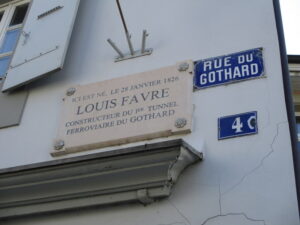 ICI EST NÉ, LE 28 JANVIER 1826
LOUIS FAVRE
CONSTRUCTEUR DU 1er TUNNEL
FERROVIAIRE DU GOTHARD
RUE DU
GOTHARD
4C